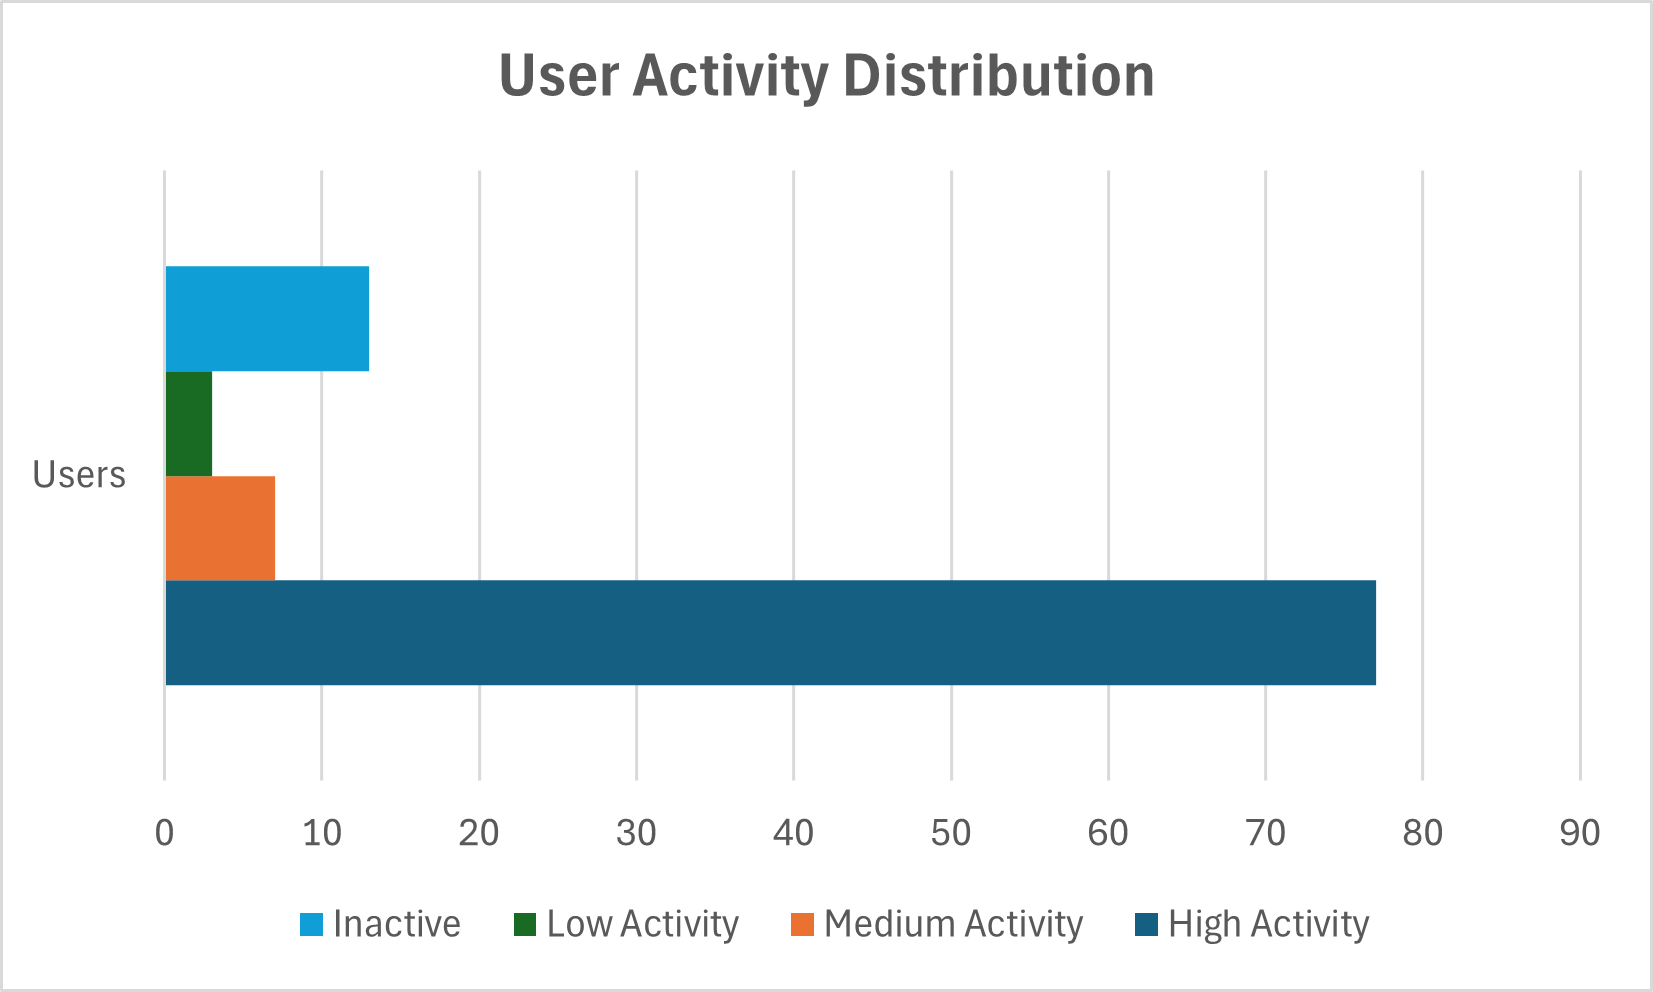 User Activity Distribution
Users
0 10 20 30 40 50 60 70 80 90
Inactive Low Activity Medium Activity High Activity